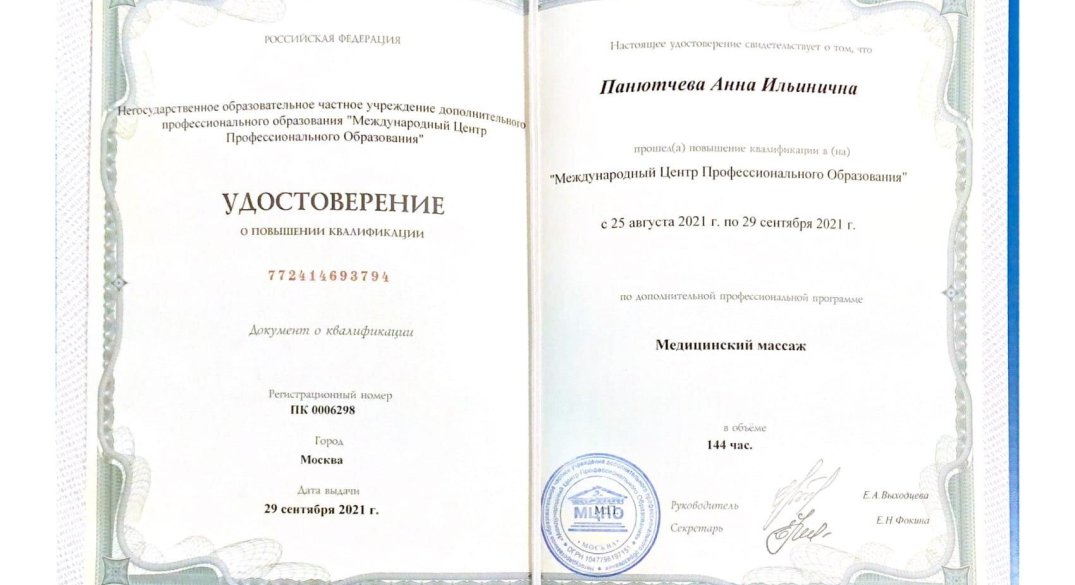 РОССИЙСКАЯ ФЕДЕРАЦИЯ
Негосударственное образовательное частное учреждение дополнительного
профессионального образования "Международный Центр
Профессионального Образования"
УДОСТОВЕРЕНИЕ
О ПОВЫШЕНИИ КВАЛИФИКАЦИИ
772414693794
Документ о квалификации
Регистрационный номер
ПК 0006298
Город
Москва
Дата выдачи
29 сентября 2021 г.
Настоящее удостоверение свидетельствует о том, что
Панютчева Анна Ильинична
прошел(а) повышение квалификации в (на)
"Международный Центр Профессионального Образования"
с 25 августа 2021 г. по 29 сентября 2021 г.
по дополнительной профессиональной программе
Медицинский массаж
в объёме
144 час.
МЦПО
М.П.
• МОСКВА •
Руководитель
Е.А.Выходцева
Секретарь
Е.Н Фокина